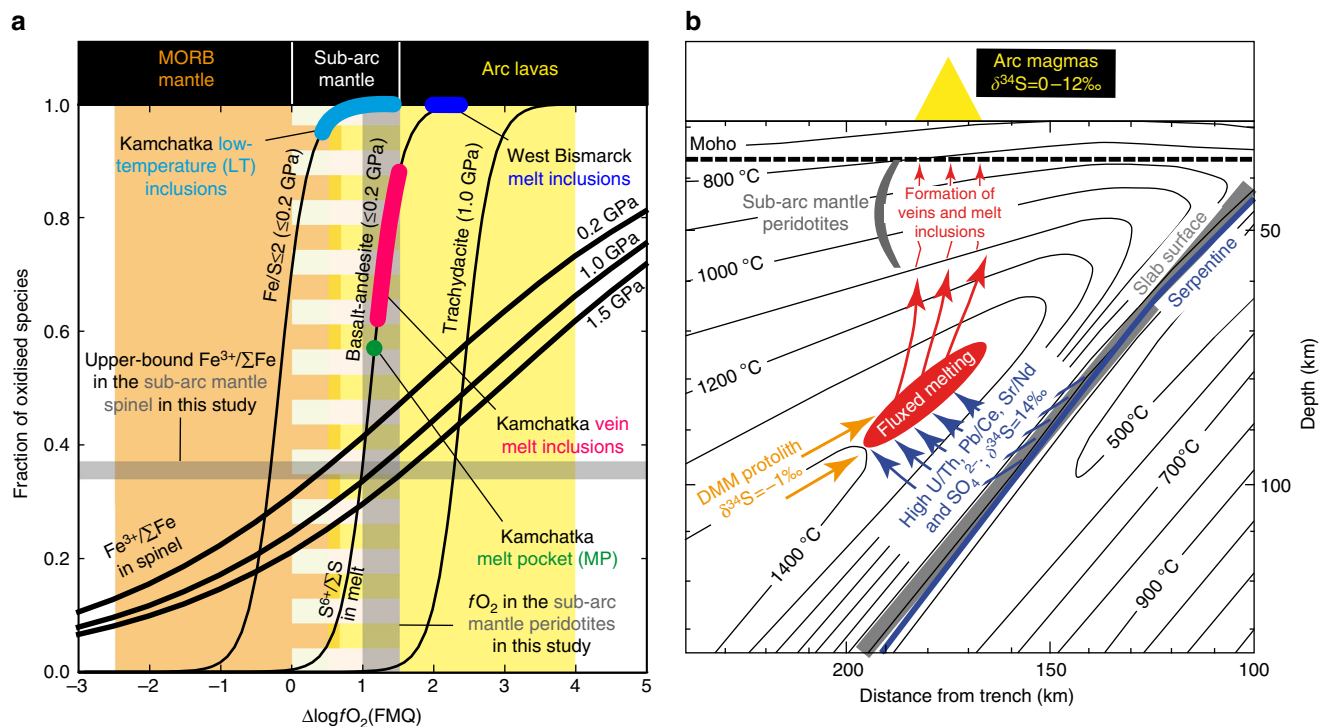 a
MORB
mantle
Sub-arc
mantle
Arc lavas
Fraction of oxidised species
1.0
0.8
0.6
0.4
0.2
0.0
Kamchatka low-
temperature (LT)
inclusions
Fe/S≤2 (≤0.2 GPa)
Basalt-andesite (≤0.2 GPa)
Trachydacite (1.0 GPa)
West Bismarck
melt inclusions
0.2 GPa
1.0 GPa
1.5 GPa
Upper-bound Fe³⁺/ΣFe
in the sub-arc mantle
spinel in this study
Kamchatka vein
melt inclusions
Fe³⁺/ΣFe
in spinel
S⁶⁺/ΣS
in melt
Kamchatka
melt pocket (MP)
fO₂ in the sub-arc
mantle peridotites
in this study
−3 −2 −1 0 1 2 3 4 5
ΔlogfO₂(FMQ)
b
Arc magmas
δ³⁴S=0−12‰
Moho
800 °C
Sub-arc mantle
peridotites
Formation of
veins and melt
inclusions
1000 °C
Slab surface
Serpentine
1200 °C
Fluxed melting
DMM protolith
δ³⁴S=−1‰
High U/Th, Pb/Ce, Sr/Nd
and SO₄²⁻; δ³⁴S=14‰
500°C
700°C
900 °C
1400 °C
50
100
Depth (km)
200 150 100
Distance from trench (km)